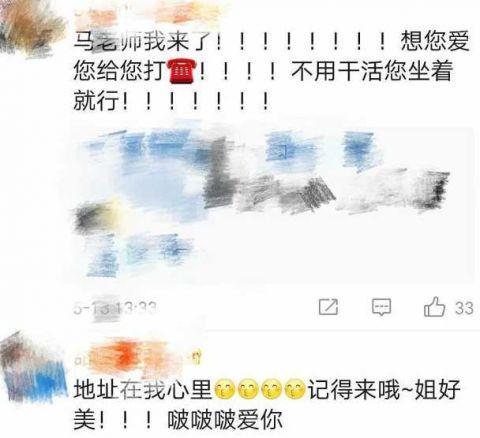 马老师我来了！！！！！！！！！想您爱
您给您打☎️！！！！不用干活您坐着
就行！！！！！！！
5-13 13:33
33
地址在我心里😙😙😙😙记得来哦~姐好
美！！！啵啵啵爱你